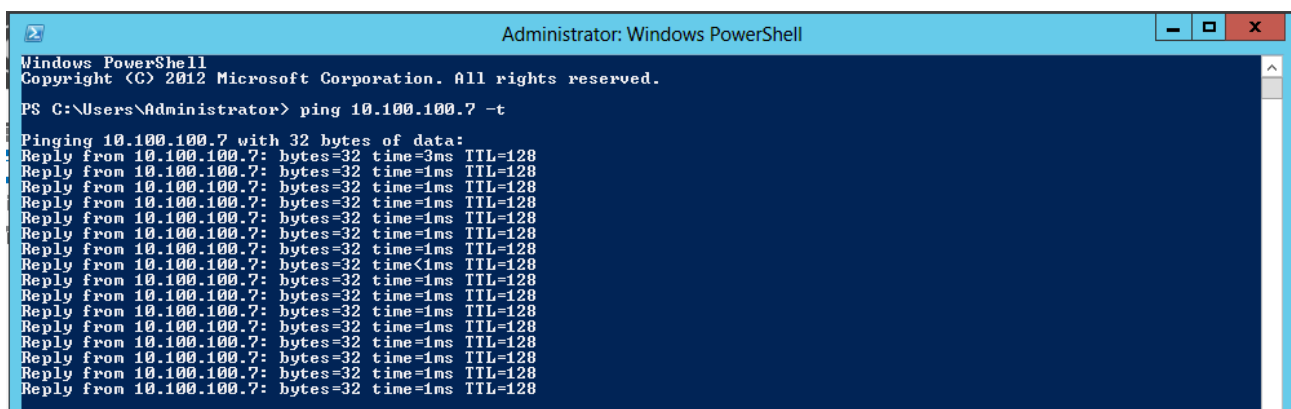 Administrator: Windows PowerShell
Windows PowerShell
Copyright (C) 2012 Microsoft Corporation. All rights reserved.
PS C:\Users\Administrator> ping 10.100.100.7 -t
Pinging 10.100.100.7 with 32 bytes of data:
Reply from 10.100.100.7: bytes=32 time=3ms TTL=128
Reply from 10.100.100.7: bytes=32 time=1ms TTL=128
Reply from 10.100.100.7: bytes=32 time=1ms TTL=128
Reply from 10.100.100.7: bytes=32 time=1ms TTL=128
Reply from 10.100.100.7: bytes=32 time=1ms TTL=128
Reply from 10.100.100.7: bytes=32 time=1ms TTL=128
Reply from 10.100.100.7: bytes=32 time=1ms TTL=128
Reply from 10.100.100.7: bytes=32 time<1ms TTL=128
Reply from 10.100.100.7: bytes=32 time=1ms TTL=128
Reply from 10.100.100.7: bytes=32 time=1ms TTL=128
Reply from 10.100.100.7: bytes=32 time=1ms TTL=128
Reply from 10.100.100.7: bytes=32 time=1ms TTL=128
Reply from 10.100.100.7: bytes=32 time=1ms TTL=128
Reply from 10.100.100.7: bytes=32 time=1ms TTL=128
Reply from 10.100.100.7: bytes=32 time=1ms TTL=128
Reply from 10.100.100.7: bytes=32 time=1ms TTL=128